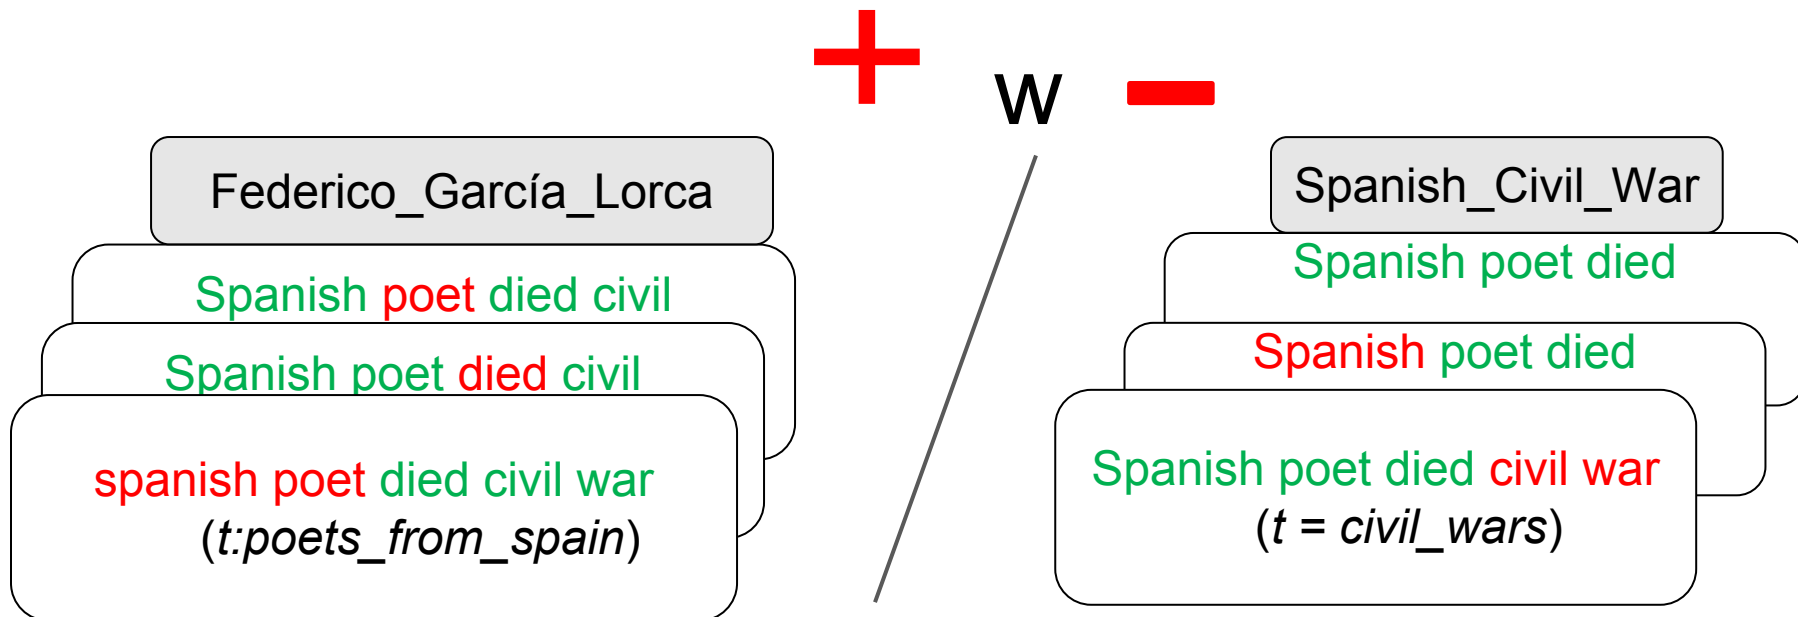 + w −
Federico_García_Lorca
Spanish poet died civil
Spanish poet died civil
spanish poet died civil war
(t:poets_from_spain)
Spanish_Civil_War
Spanish poet died
Spanish poet died
Spanish poet died civil war
(t = civil_wars)